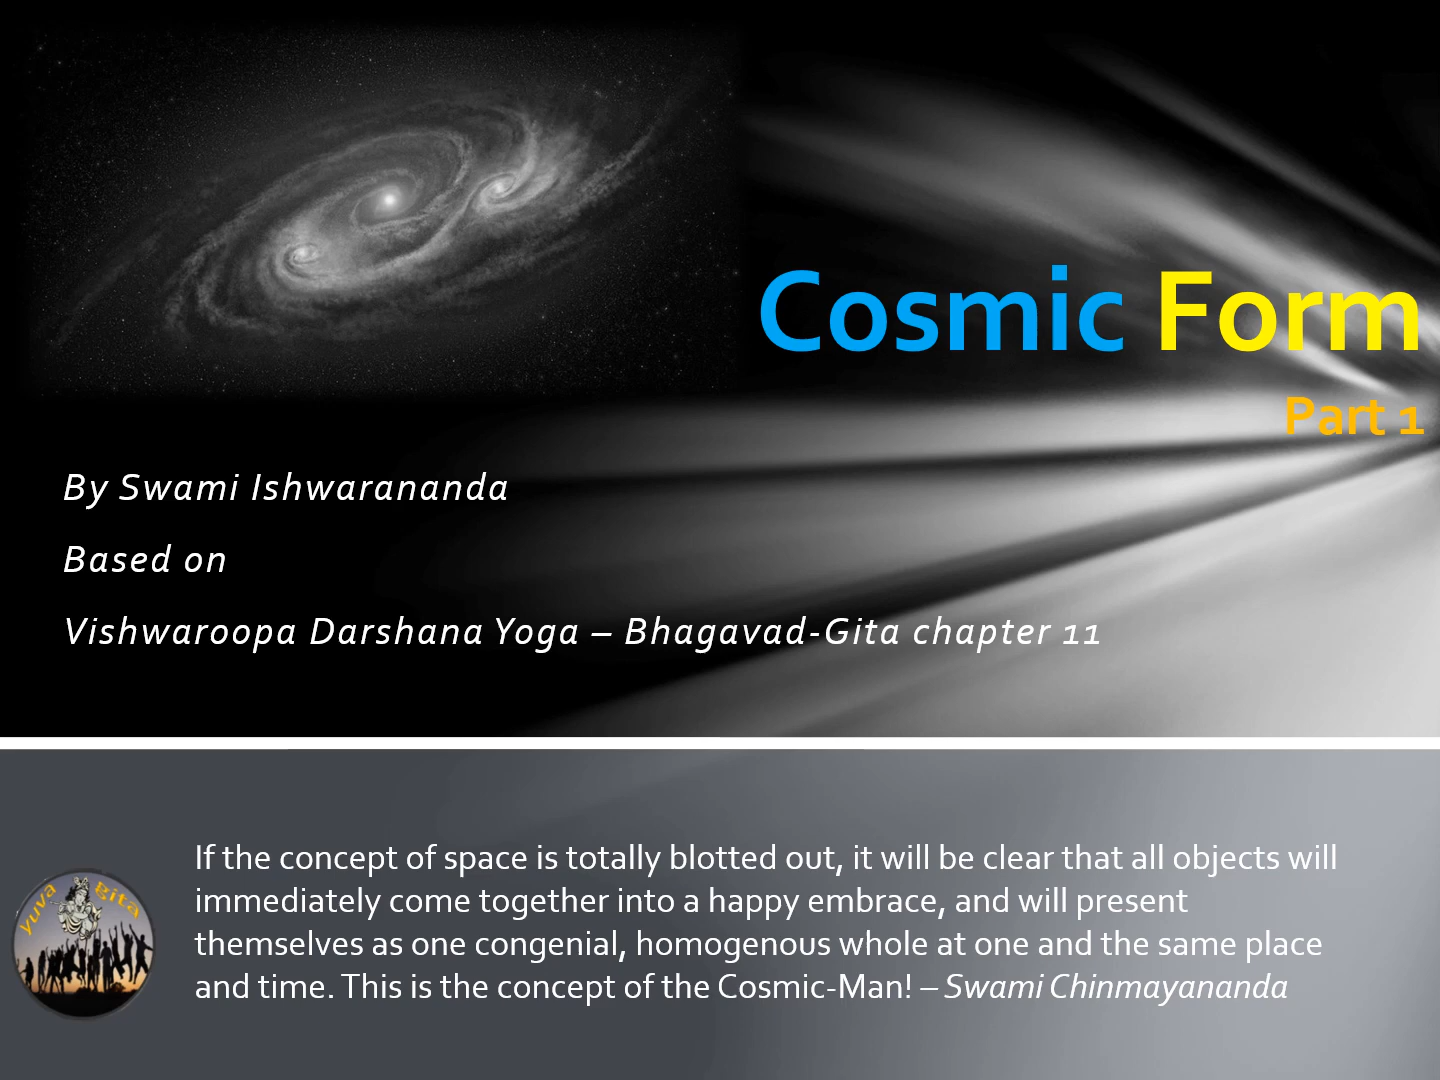 Cosmic Form
Part 1
By Swami Ishwarananda
Based on
Vishwaroopa Darshana Yoga – Bhagavad-Gita chapter 11
yuva gita
If the concept of space is totally blotted out, it will be clear that all objects will
immediately come together into a happy embrace, and will present
themselves as one congenial, homogenous whole at one and the same place
and time. This is the concept of the Cosmic-Man! – Swami Chinmayananda